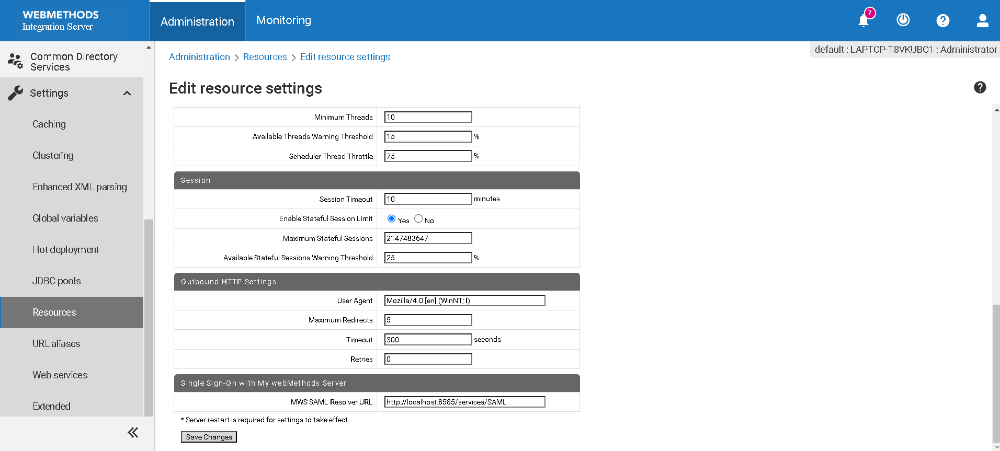 WEBMETHODS
Integration Server
Administration
Monitoring
7
default : LAPTOP-T8VKUBO1 : Administrator
Common Directory
Services
Settings
Caching
Clustering
Enhanced XML parsing
Global variables
Hot deployment
JDBC pools
Resources
URL aliases
Web services
Extended
Administration > Resources > Edit resource settings
Edit resource settings
Minimum Threads 10
Available Threads Warning Threshold 15 %
Scheduler Thread Throttle 75 %
Session
Session Timeout 10 minutes
Enable Stateful Session Limit Yes No
Maximum Stateful Sessions 2147483647
Available Stateful Sessions Warning Threshold 25 %
Outbound HTTP Settings
User Agent Mozilla/4.0 [en] (WinNT; I)
Maximum Redirects 5
Timeout 300 seconds
Retries 0
Single Sign-On with My webMethods Server
MWS SAML Resolver URL http://localhost:8585/services/SAML
* Server restart is required for settings to take effect.
Save Changes